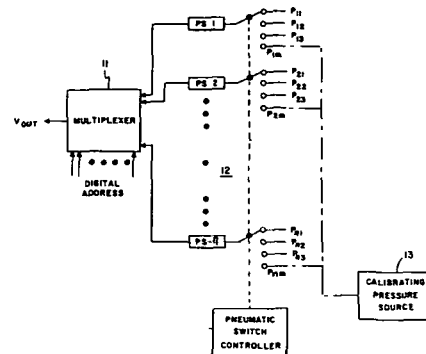 PS 1
P11
P12
P13
P1m
11
MULTIPLEXER
VOUT
DIGITAL
ADDRESS
PS 2
P21
P22
P23
P2m
12
PS-n
Pn1
Pn2
Pn3
Pnm
13
CALIBRATING
PRESSURE
SOURCE
PNEUMATIC
SWITCH
CONTROLLER